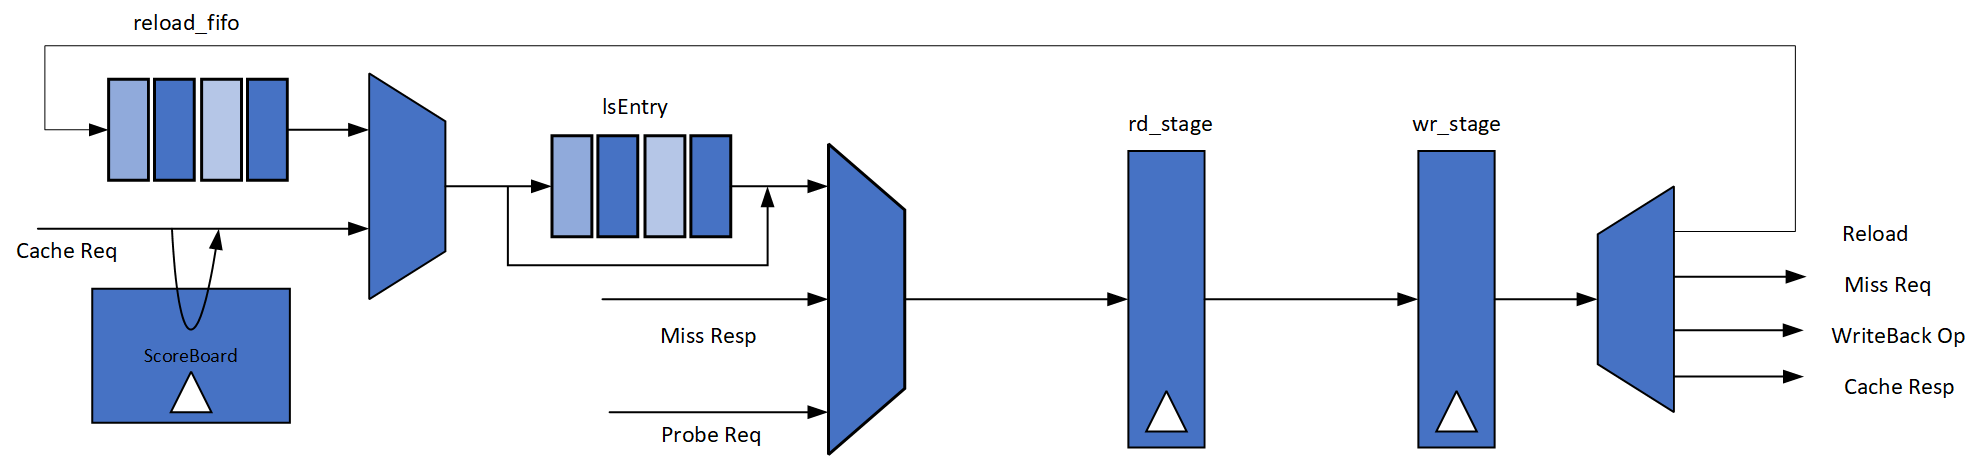 reload_fifo
lsEntry
rd_stage
wr_stage
Cache Req
Reload
Miss Req
Miss Resp
WriteBack Op
ScoreBoard
Cache Resp
Probe Req